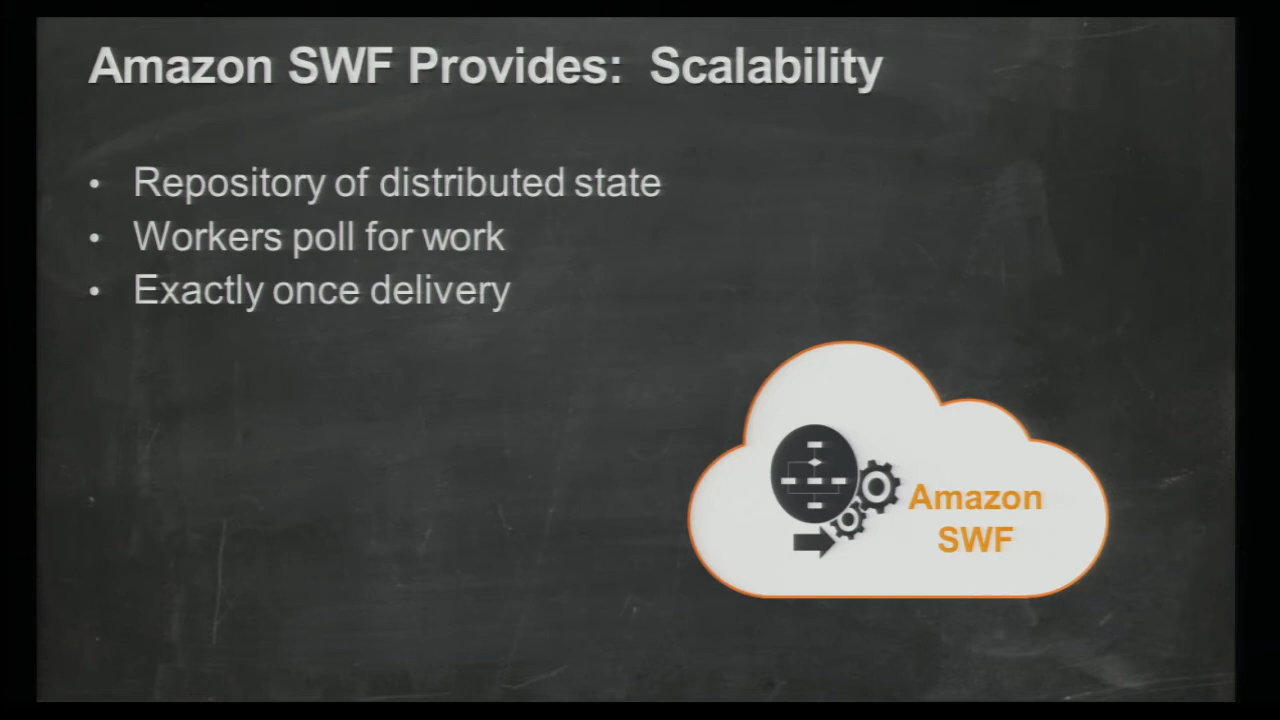 Amazon SWF Provides: Scalability
• Repository of distributed state
• Workers poll for work
• Exactly once delivery
Amazon
SWF